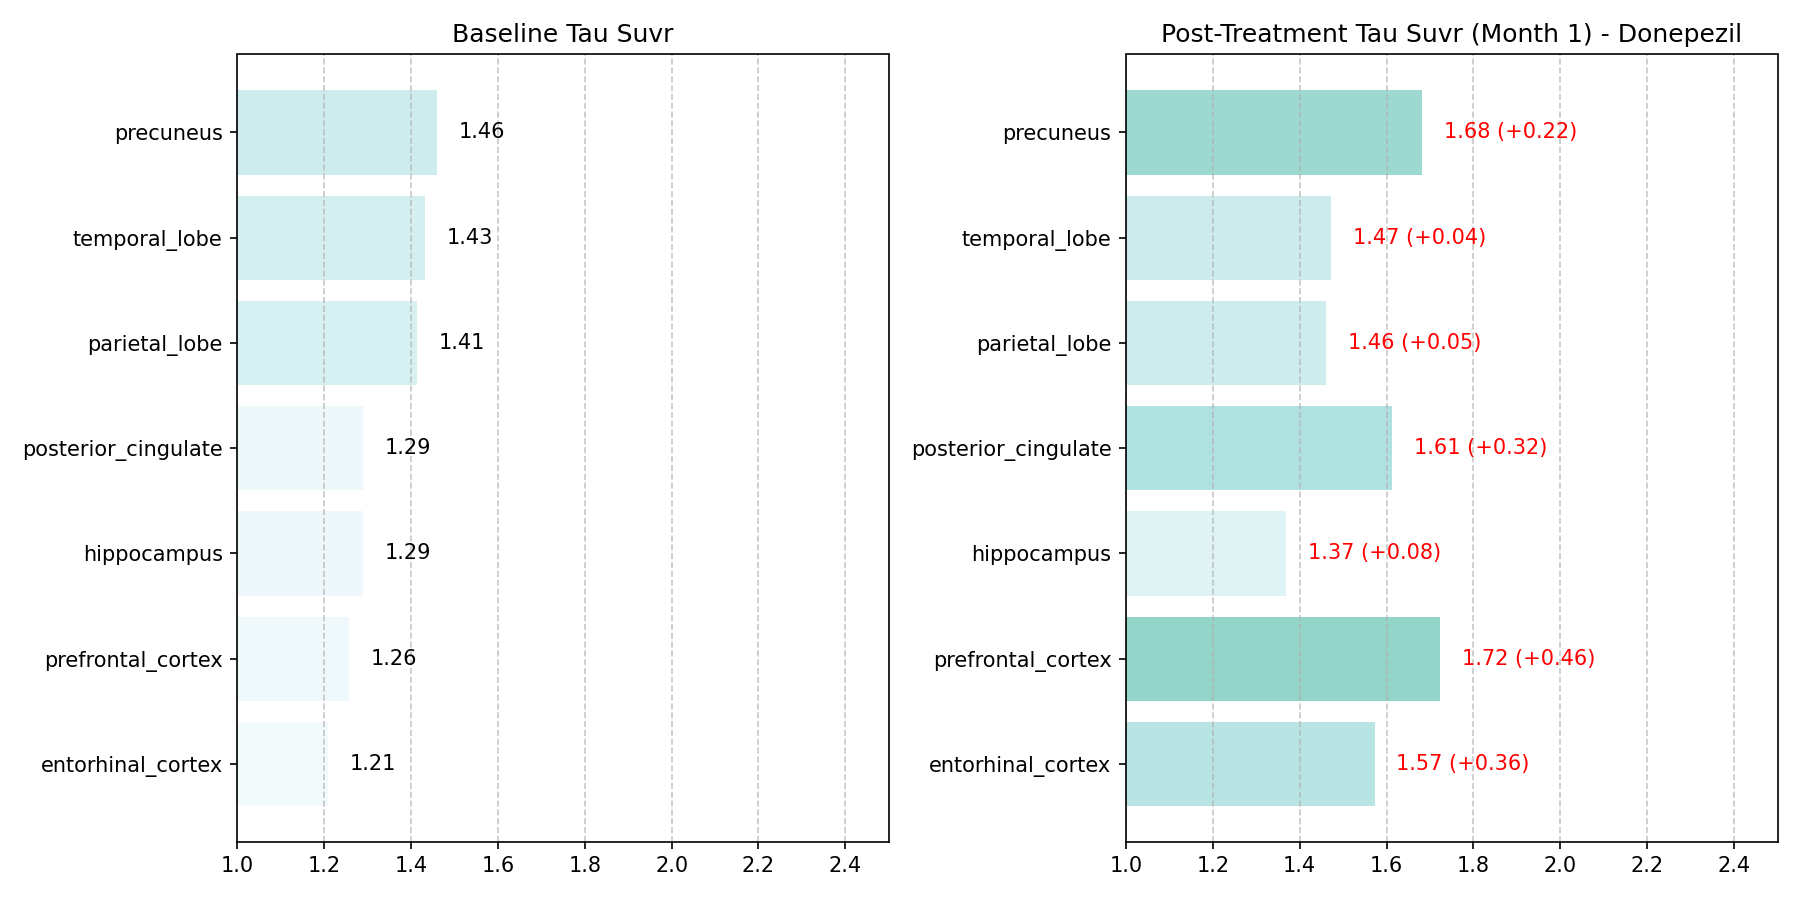 Baseline Tau Suvr
precuneus
1.46
temporal_lobe
1.43
parietal_lobe
1.41
posterior_cingulate
1.29
hippocampus
1.29
prefrontal_cortex
1.26
entorhinal_cortex
1.21
1.0 1.2 1.4 1.6 1.8 2.0 2.2 2.4
Post-Treatment Tau Suvr (Month 1) - Donepezil
precuneus
1.68 (+0.22)
temporal_lobe
1.47 (+0.04)
parietal_lobe
1.46 (+0.05)
posterior_cingulate
1.61 (+0.32)
hippocampus
1.37 (+0.08)
prefrontal_cortex
1.72 (+0.46)
entorhinal_cortex
1.57 (+0.36)
1.0 1.2 1.4 1.6 1.8 2.0 2.2 2.4